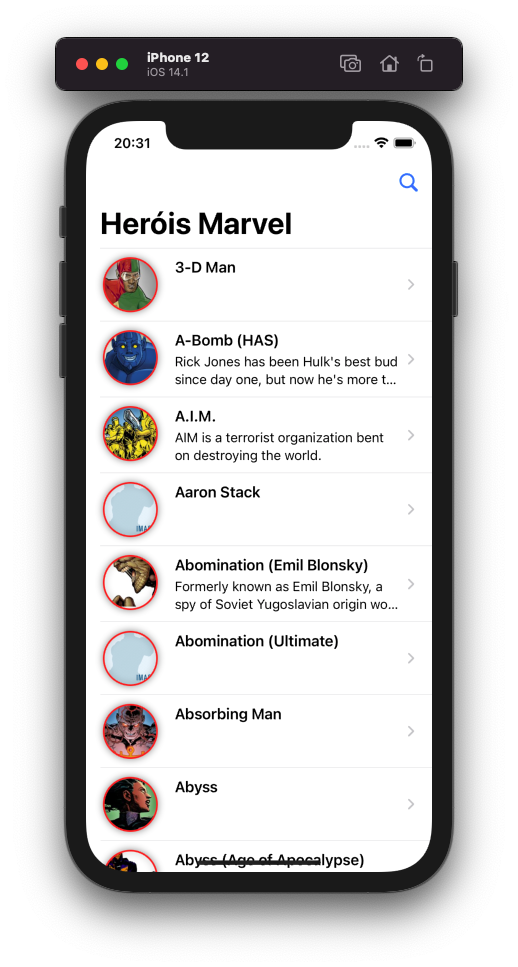 iPhone 12
iOS 14.1
20:31
Heróis Marvel
3-D Man
A-Bomb (HAS)
Rick Jones has been Hulk's best bud
since day one, but now he's more t...
A.I.M.
AIM is a terrorist organization bent
on destroying the world.
Aaron Stack
IMA
Abomination (Emil Blonsky)
Formerly known as Emil Blonsky, a
spy of Soviet Yugoslavian origin wo...
Abomination (Ultimate)
IMA
Absorbing Man
Abyss
Abyss (Age of Apocalypse)